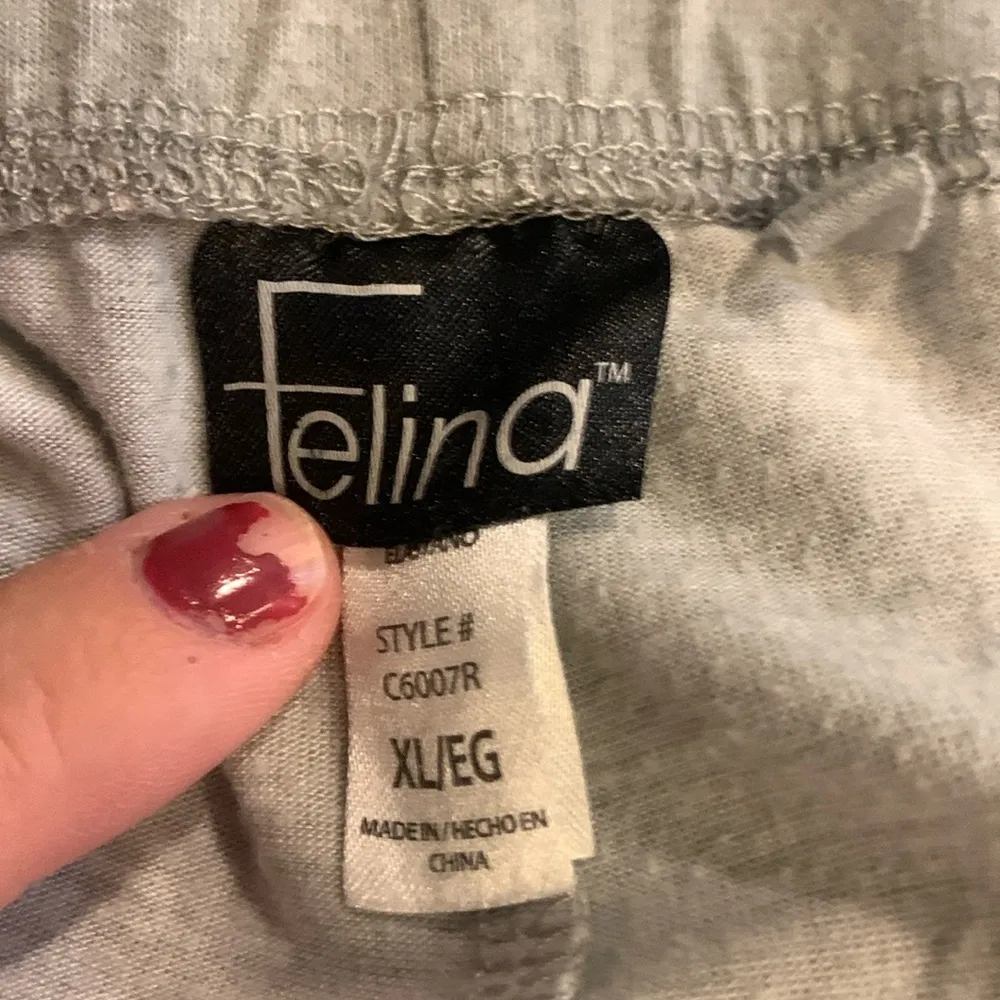 Felina™
STYLE #
C6007R
XL/EG
MADE IN / HECHO EN
CHINA